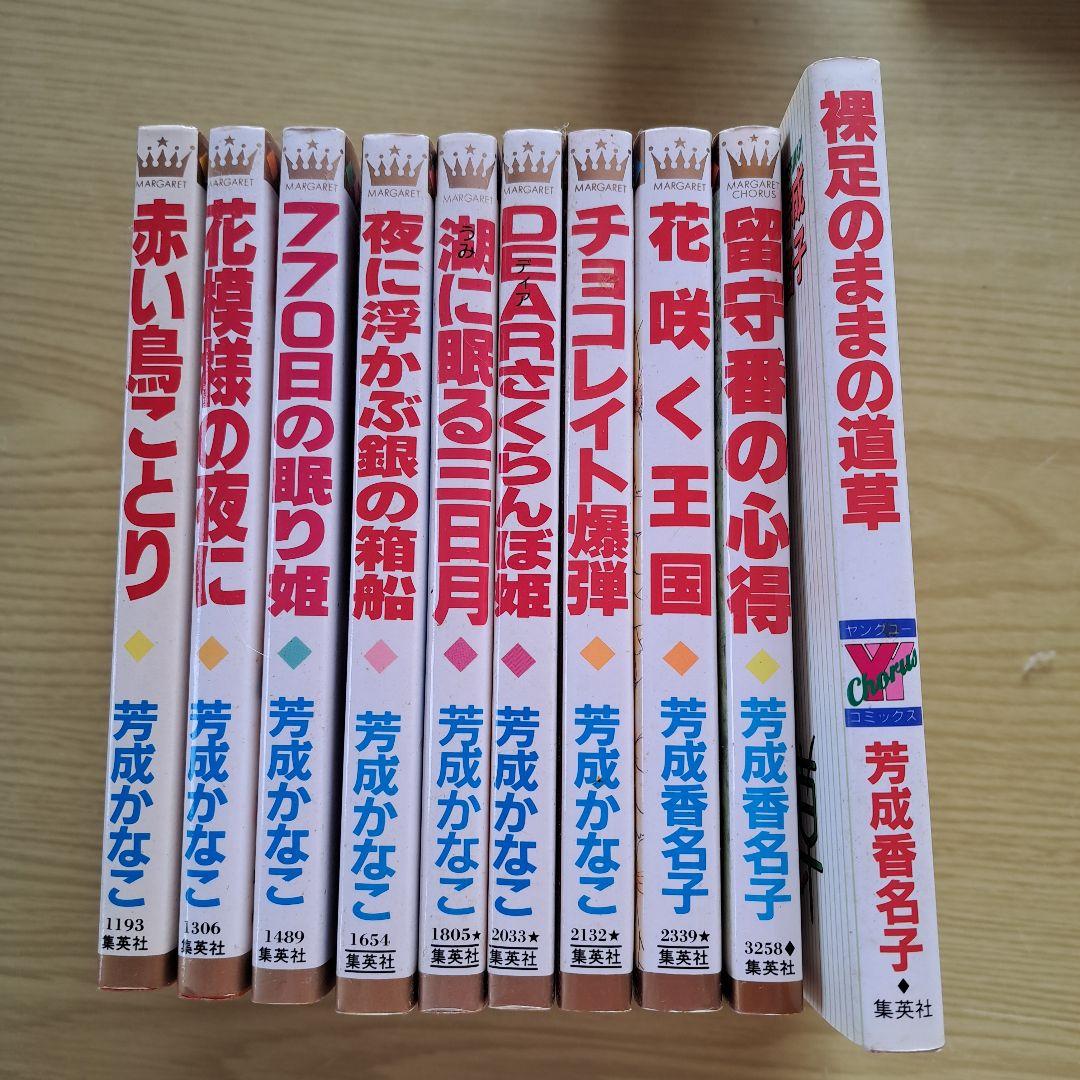 MARGARET
赤い鳥ことり
芳成かなこ
1193
集英社
MARGARET
花模様の夜に
芳成かなこ
1306
集英社
MARGARET
770日の眠り姫
芳成かなこ
1489
集英社
MARGARET
夜に浮かぶ銀の箱船
芳成かなこ
1654
集英社
MARGARET
湖に眠る三日月
うみ
芳成かなこ
1805★
集英社
MARGARET
DEARさくらんぼ姫
ディア
芳成かなこ
2033★
集英社
MARGARET
チョコレイト爆弾
芳成かなこ
2132★
集英社
MARGARET
花咲く王国
芳成香名子
2339★
集英社
MARGARET
CHORUS
留守番の心得
芳成香名子
3258♦
集英社
裸足のままの道草
ヤングユー
Y
Chorus
コミックス
芳成香名子♦
集英社
成子